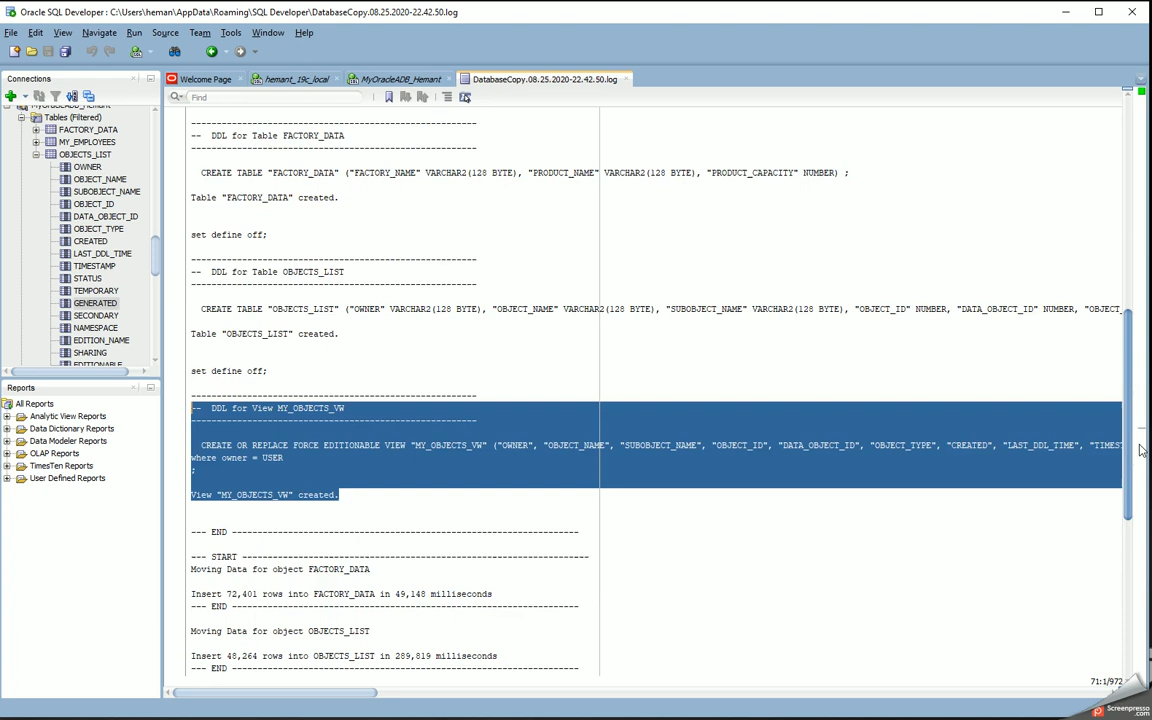 Oracle SQL Developer : C:\Users\heman\AppData\Roaming\SQL Developer\DatabaseCopy.08.25.2020-22.42.50.log
File Edit View Navigate Run Source Team Tools Window Help
Connections
Welcome Page hemant_19c_local MyOracleADB_Hemant DatabaseCopy.08.25.2020-22.42.50.log
Find
MyOracleADB_Hemant
Tables (Filtered)
FACTORY_DATA
MY_EMPLOYEES
OBJECTS_LIST
OWNER
OBJECT_NAME
SUBOBJECT_NAME
OBJECT_ID
DATA_OBJECT_ID
OBJECT_TYPE
CREATED
LAST_DDL_TIME
TIMESTAMP
STATUS
TEMPORARY
GENERATED
SECONDARY
NAMESPACE
EDITION_NAME
SHARING
EDITIONABLE
Reports
All Reports
Analytic View Reports
Data Dictionary Reports
Data Modeler Reports
OLAP Reports
TimesTen Reports
User Defined Reports
--------------------------------------------------------
-- DDL for Table FACTORY_DATA
--------------------------------------------------------
CREATE TABLE "FACTORY_DATA" ("FACTORY_NAME" VARCHAR2(128 BYTE), "PRODUCT_NAME" VARCHAR2(128 BYTE), "PRODUCT_CAPACITY" NUMBER) ;
Table "FACTORY_DATA" created.
set define off;
--------------------------------------------------------
-- DDL for Table OBJECTS_LIST
--------------------------------------------------------
CREATE TABLE "OBJECTS_LIST" ("OWNER" VARCHAR2(128 BYTE), "OBJECT_NAME" VARCHAR2(128 BYTE), "SUBOBJECT_NAME" VARCHAR2(128 BYTE), "OBJECT_ID" NUMBER, "DATA_OBJECT_ID" NUMBER, "OBJECT_
Table "OBJECTS_LIST" created.
set define off;
--------------------------------------------------------
-- DDL for View MY_OBJECTS_VW
--------------------------------------------------------
CREATE OR REPLACE FORCE EDITIONABLE VIEW "MY_OBJECTS_VW" ("OWNER", "OBJECT_NAME", "SUBOBJECT_NAME", "OBJECT_ID", "DATA_OBJECT_ID", "OBJECT_TYPE", "CREATED", "LAST_DDL_TIME", "TIMEST
where owner = USER
;
View "MY_OBJECTS_VW" created.
--- END --------------------------------------------------------------------
--- START --------------------------------------------------------------------
Moving Data for object FACTORY_DATA
Insert 72,401 rows into FACTORY_DATA in 49,148 milliseconds
--- END --------------------------------------------------------------------
Moving Data for object OBJECTS_LIST
Insert 48,264 rows into OBJECTS_LIST in 289,819 milliseconds
--- END --------------------------------------------------------------------
71:1/972
Screenpresso
.com